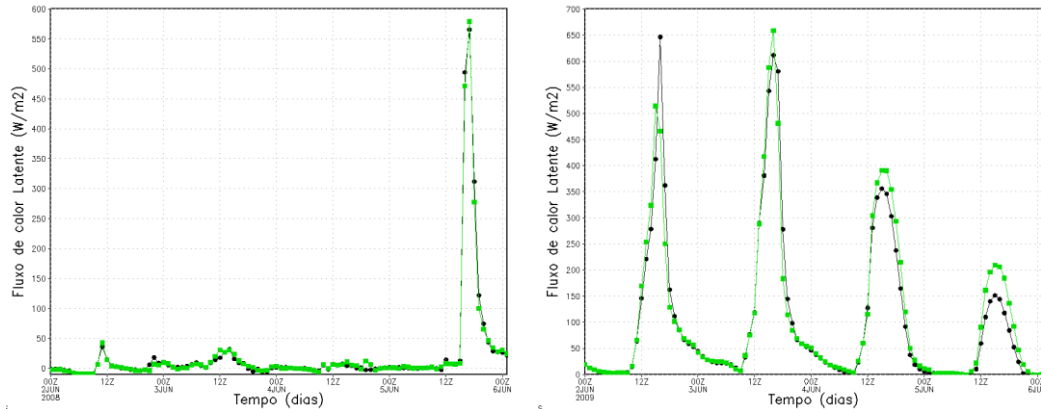 600
550
500
450
400
350
300
250
200
150
100
50
0
Fluxo de calor Latente (W/m2)
00Z
2JUN
2008
12Z
00Z
3JUN
12Z
00Z
4JUN
12Z
00Z
5JUN
12Z
00Z
6JUN
Tempo (dias)
700
650
600
550
500
450
400
350
300
250
200
150
100
50
0
Fluxo de calor Latente (W/m2)
00Z
2JUN
2009
12Z
00Z
3JUN
12Z
00Z
4JUN
12Z
00Z
5JUN
12Z
00Z
6JUN
Tempo (dias)